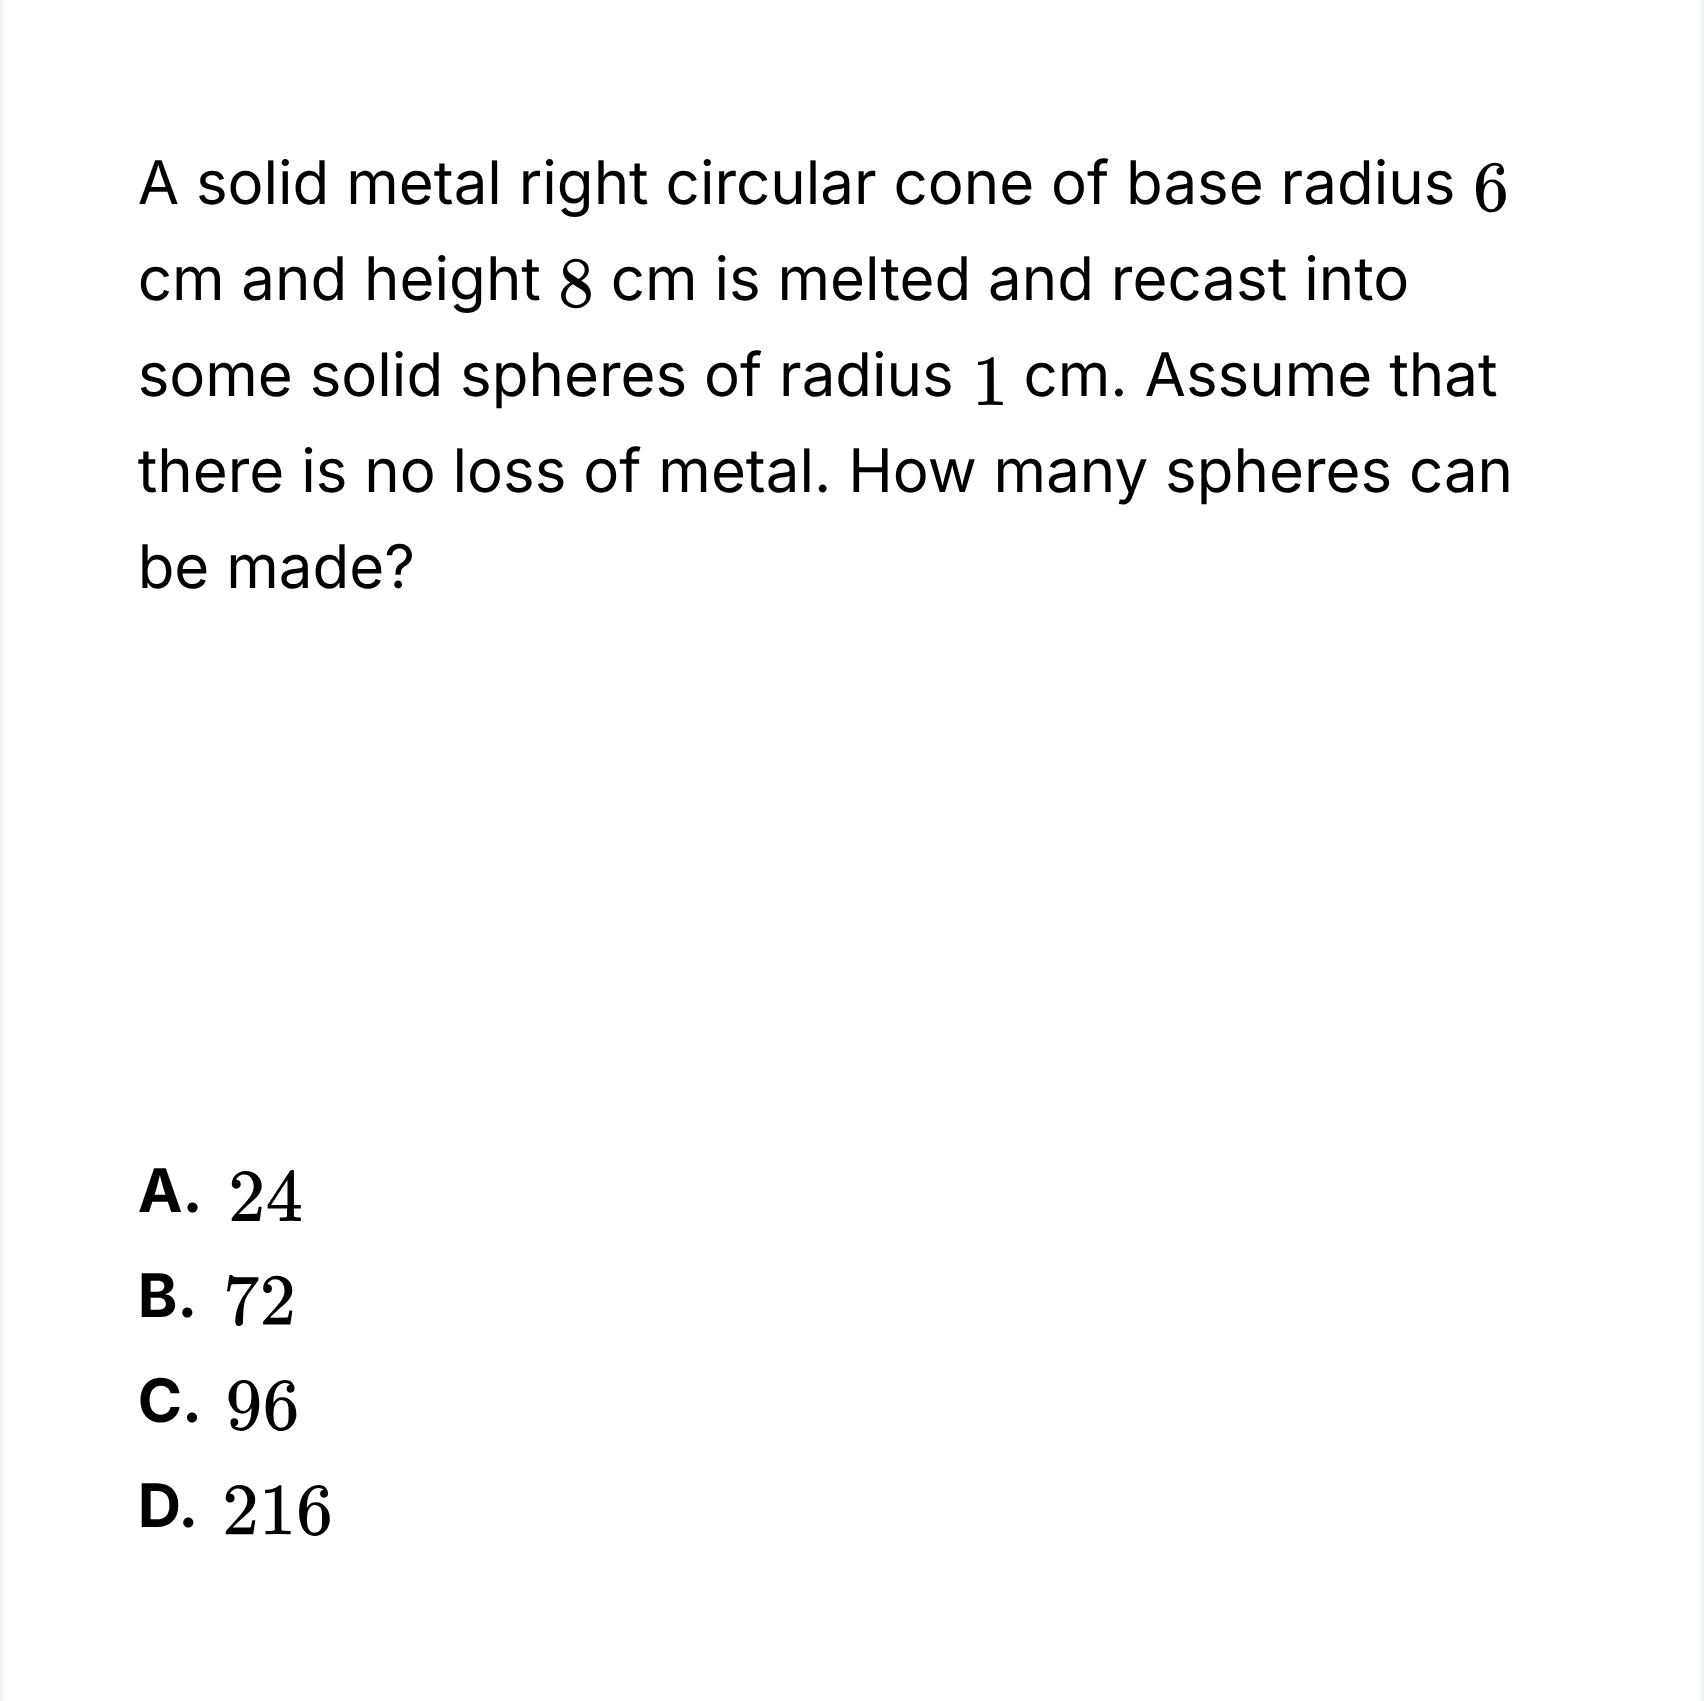 A solid metal right circular cone of base radius 6
cm and height 8 cm is melted and recast into
some solid spheres of radius 1 cm. Assume that
there is no loss of metal. How many spheres can
be made?
A. 24
B. 72
C. 96
D. 216